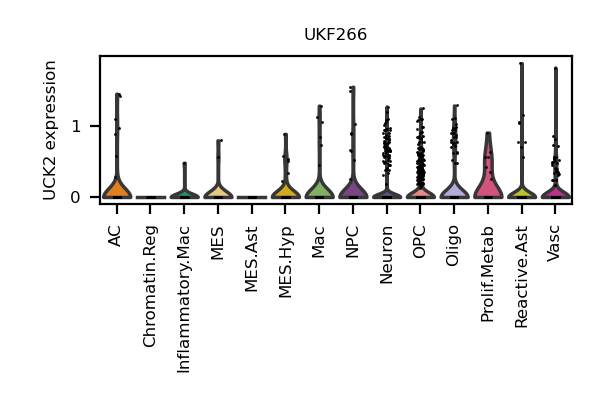 UKF266
UCK2 expression
1
0
AC
Chromatin.Reg
Inflammatory.Mac
MES
MES.Ast
MES.Hyp
Mac
NPC
Neuron
OPC
Oligo
Prolif.Metab
Reactive.Ast
Vasc